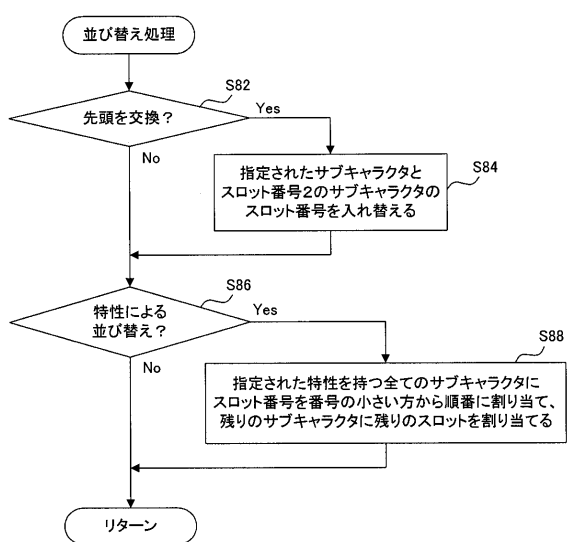 並び替え処理
S82
先頭を交換？
Yes
No
S84
指定されたサブキャラクタと
スロット番号2のサブキャラクタの
スロット番号を入れ替える
S86
特性による
並び替え？
Yes
No
S88
指定された特性を持つ全てのサブキャラクタに
スロット番号を番号の小さい方から順番に割り当て、
残りのサブキャラクタに残りのスロットを割り当てる
リターン